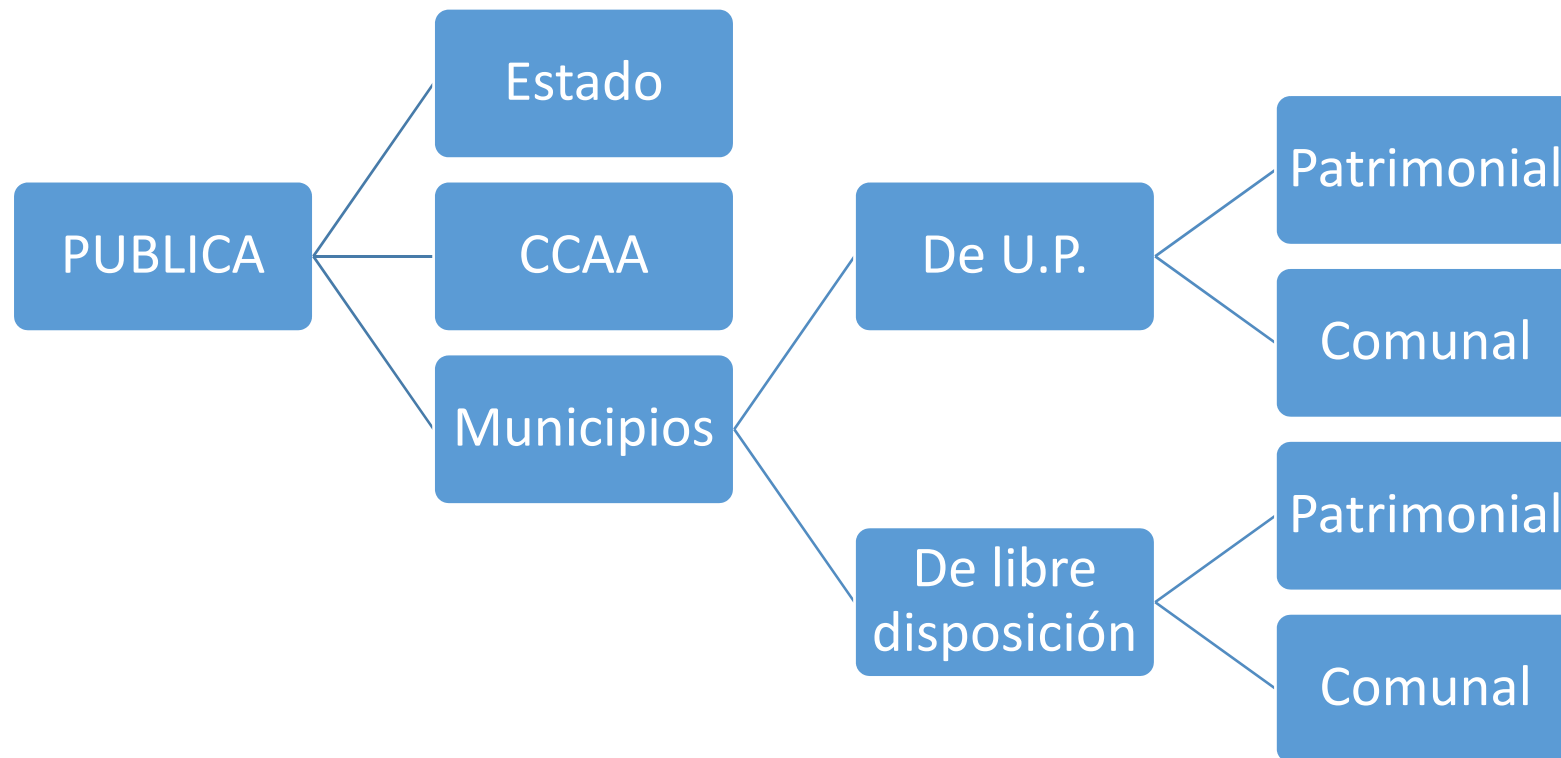 PUBLICA
Estado
CCAA
Municipios
De U.P.
De libre
disposición
Patrimonial
Comunal
Patrimonial
Comunal